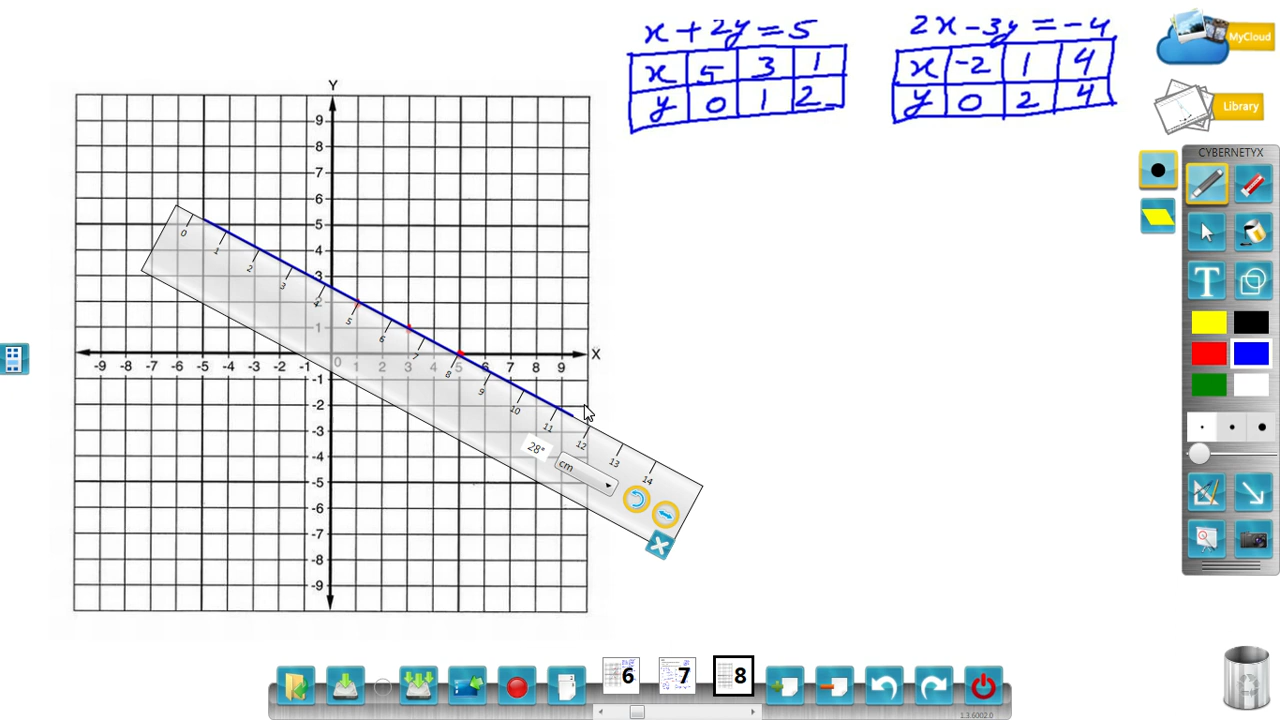 x + 2y = 5
x 5 3 1
y 0 1 2
2x - 3y = -4
x -2 1 4
y 0 2 4
MyCloud
Library
CYBERNETYX
Y
9
8
7
6
5
4
3
2
1
X
-9 -8 -7 -6 -5 -4 -3 -2 -1 0 1 2 3 4 5 6 7 8 9
-1
-2
-3
-4
-5
-6
-7
-8
-9
0 1 2 3 4 5 6 7 8 9 10 11 12 13 14
28°
cm
T
6 7 8
1.3.6002.0